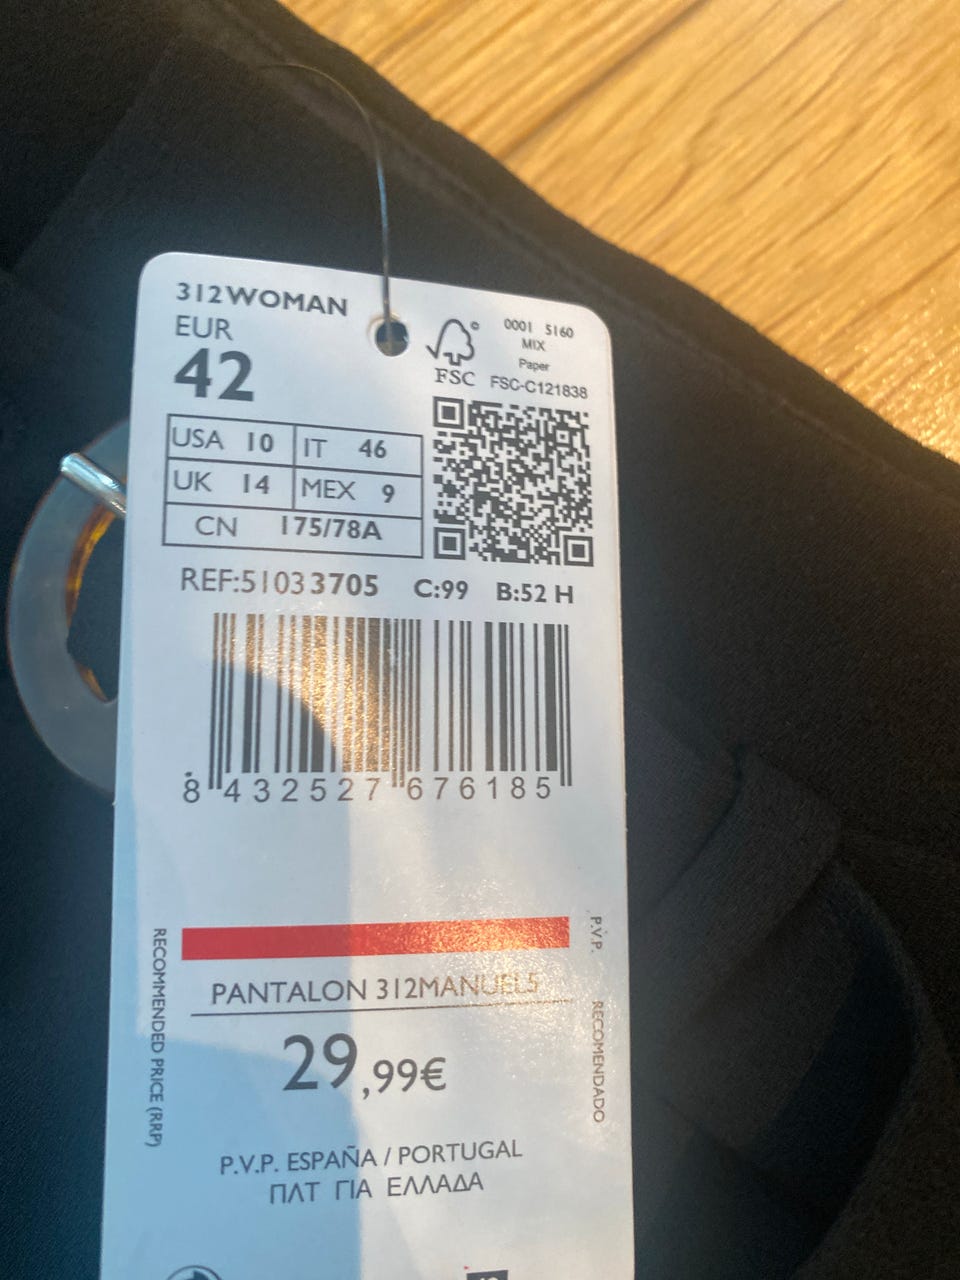 312WOMAN
EUR
42
USA 10 IT 46
UK 14 MEX 9
CN 175/78A
FSC
0001 5160
MIX
Paper
FSC-C121838
REF:51033705 C:99 B:52 H
8 432527 676185
RECOMMENDED PRICE (RRP)
P.V.P. RECOMENDADO
PANTALON 312MANUEL5
29,99€
P.V.P. ESPAÑA / PORTUGAL
ΠΛΤ ΓΙΑ ΕΛΛΑΔΑ